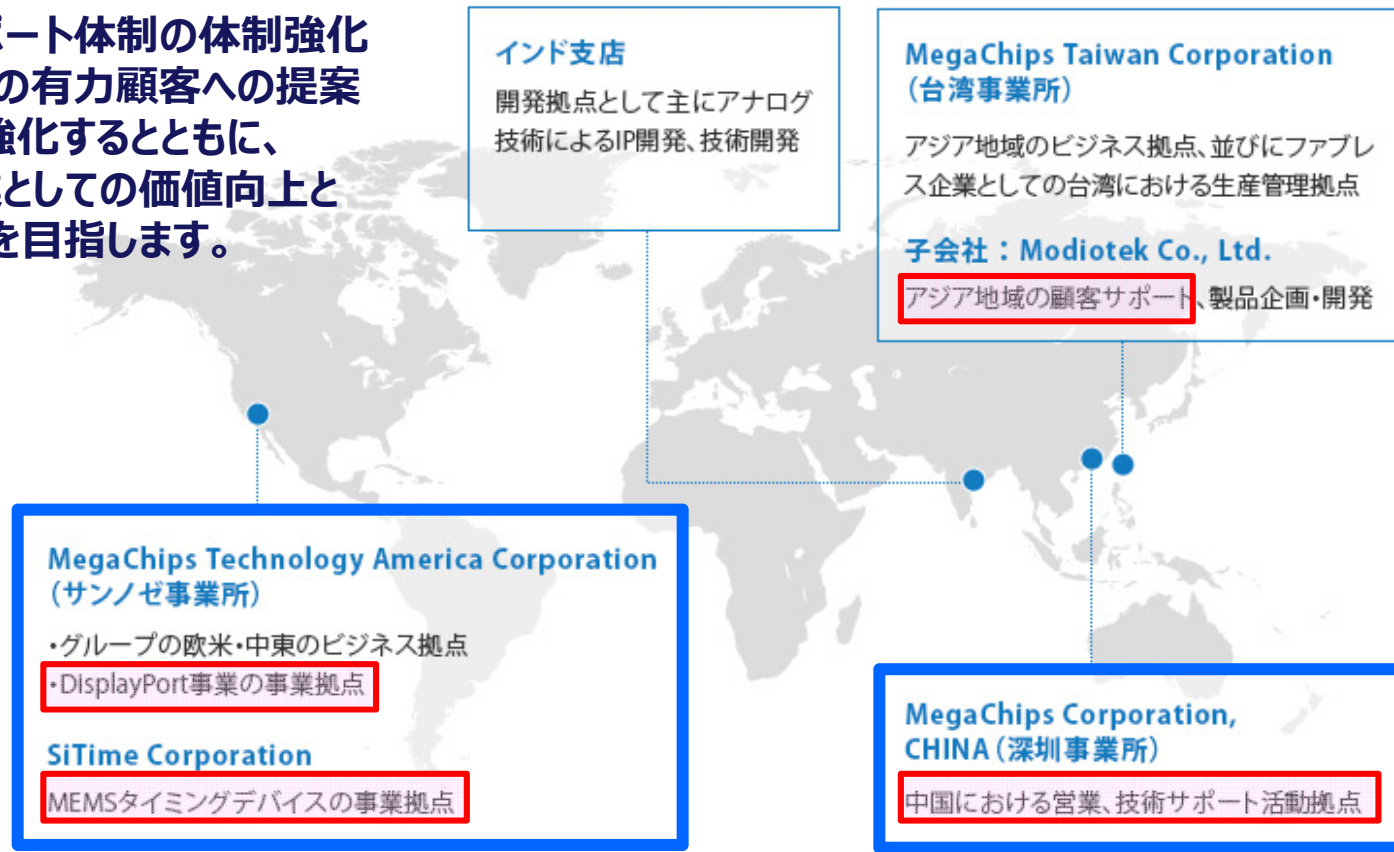 ポート体制の体制強化
の有力顧客への提案
強化するとともに、
としての価値向上と
を目指します。
インド支店
開発拠点として主にアナログ
技術によるIP開発、技術開発
MegaChips Taiwan Corporation
（台湾事業所）
アジア地域のビジネス拠点、並びにファブレ
ス企業としての台湾における生産管理拠点
子会社：Modiotek Co., Ltd.
アジア地域の顧客サポート、製品企画・開発
MegaChips Technology America Corporation
（サンノゼ事業所）
・グループの欧米・中東のビジネス拠点
・DisplayPort事業の事業拠点
SiTime Corporation
MEMSタイミングデバイスの事業拠点
MegaChips Corporation,
CHINA（深圳事業所）
中国における営業、技術サポート活動拠点